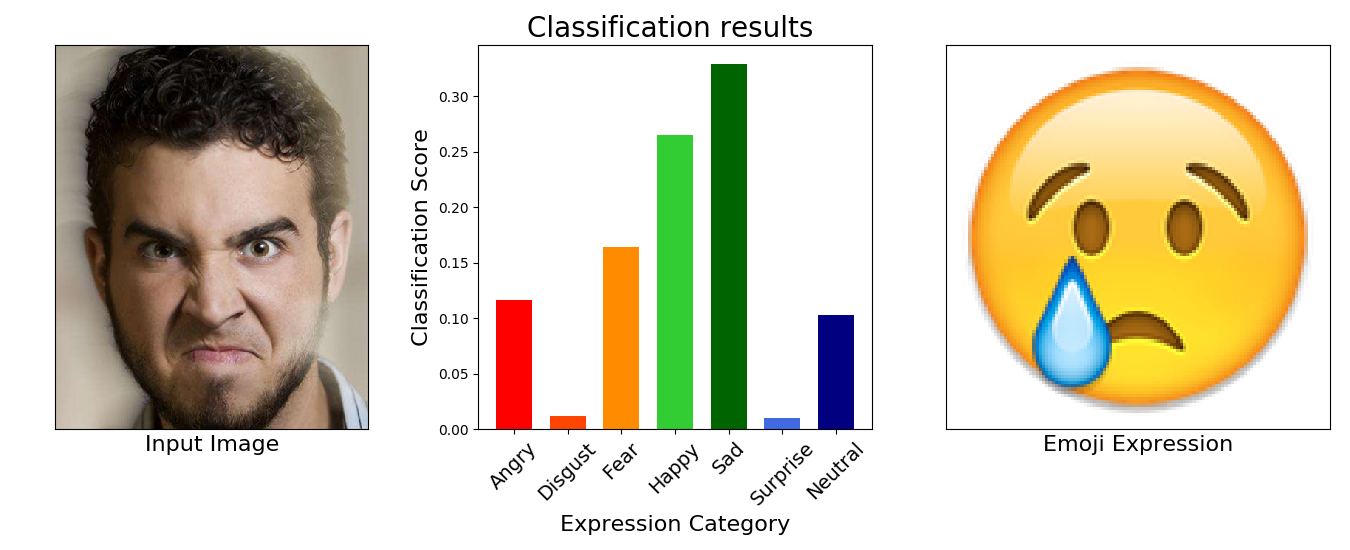 Classification results
Classification Score
0.30
0.25
0.20
0.15
0.10
0.05
0.00
Angry
Disgust
Fear
Happy
Sad
Surprise
Neutral
Expression Category
Input Image
Emoji Expression